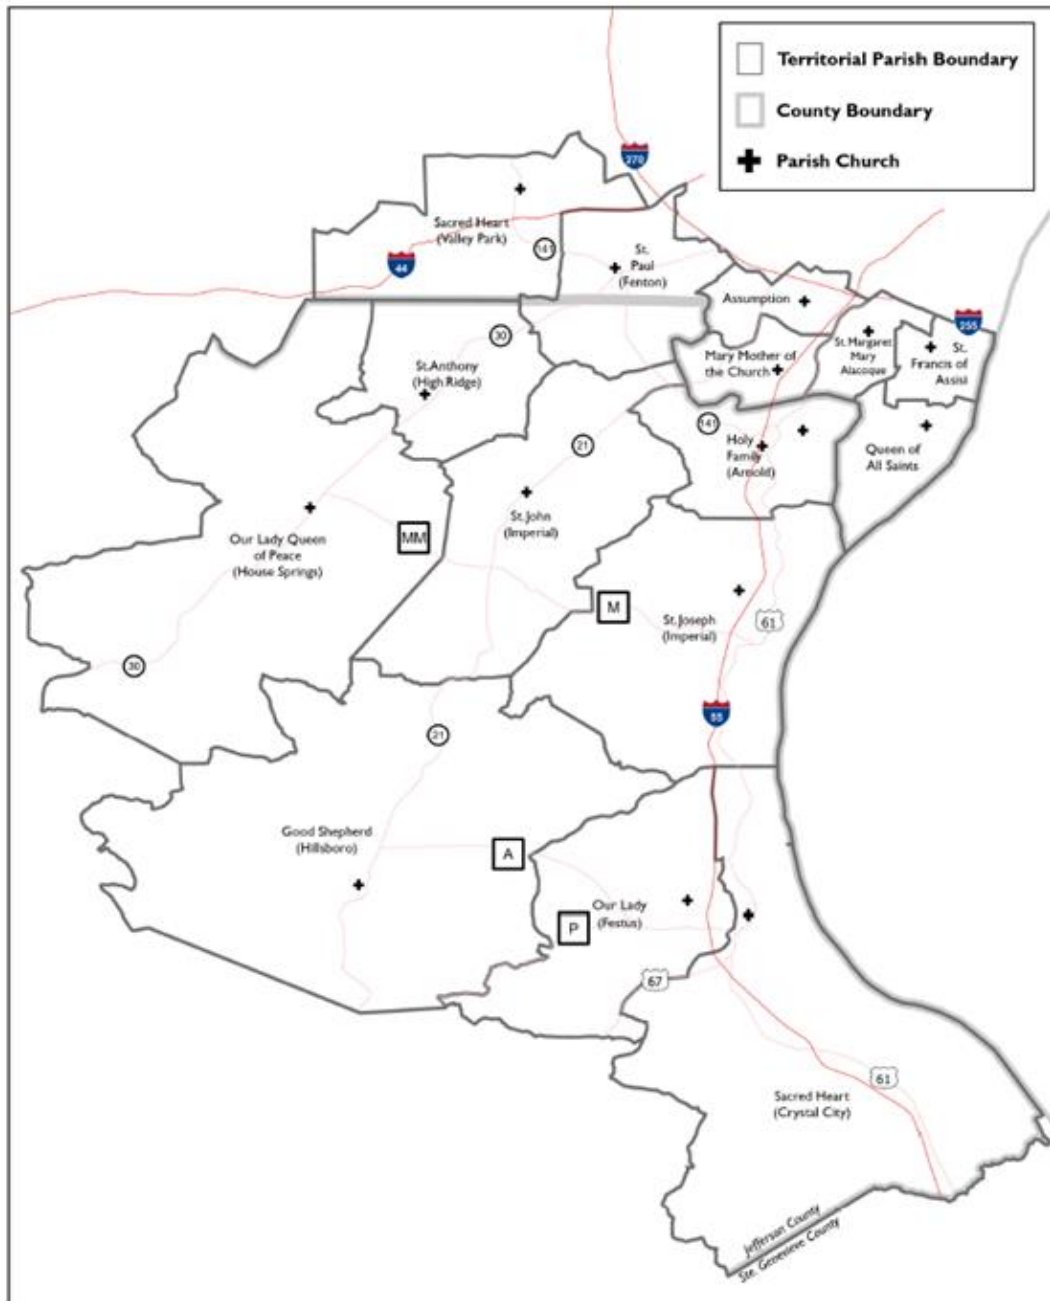 Territorial Parish Boundary
County Boundary
Parish Church
270
Sacred Heart
(Valley Park)
141
St.
Paul
(Fenton)
44
Assumption
255
30
St. Margaret
Mary
Alacoque
St.
Francis of
Assisi
Mary Mother of
the Church
St. Anthony
(High Ridge)
141
21
Holy
Family
(Arnold)
Queen of
All Saints
St. John
(Imperial)
Our Lady Queen
of Peace
(House Springs)
MM
M
St. Joseph
(Imperial)
61
30
55
21
Good Shepherd
(Hillsboro)
A
Our Lady
(Festus)
P
67
61
Sacred Heart
(Crystal City)
Jefferson County
Ste. Genevieve County